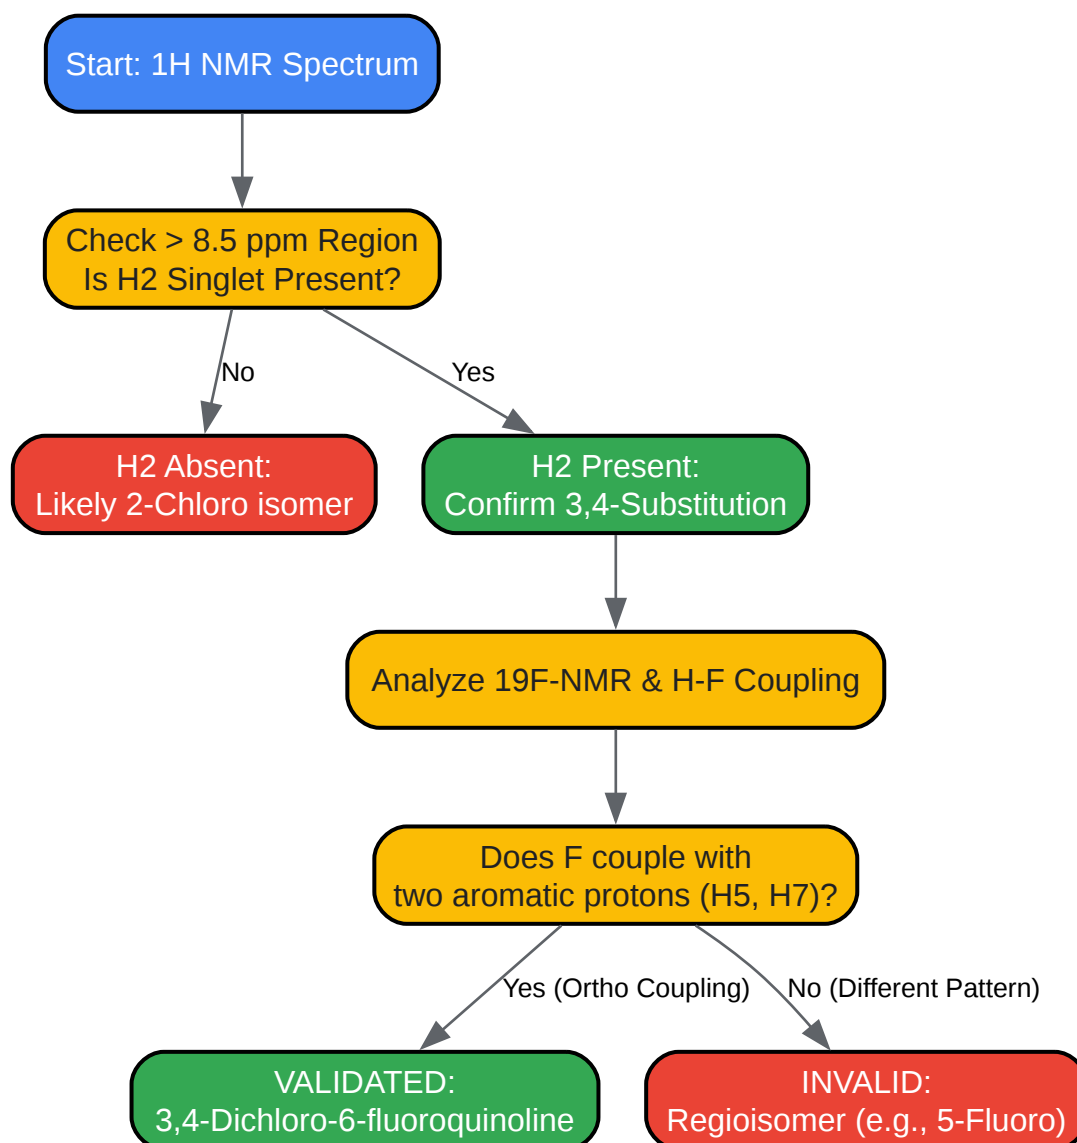 Start: 1H NMR Spectrum
Check > 8.5 ppm Region
Is H2 Singlet Present?
No
Yes
H2 Absent:
Likely 2-Chloro isomer
H2 Present:
Confirm 3,4-Substitution
Analyze 19F-NMR & H-F Coupling
Does F couple with
two aromatic protons (H5, H7)?
Yes (Ortho Coupling)
No (Different Pattern)
VALIDATED:
3,4-Dichloro-6-fluoroquinoline
INVALID:
Regioisomer (e.g., 5-Fluoro)